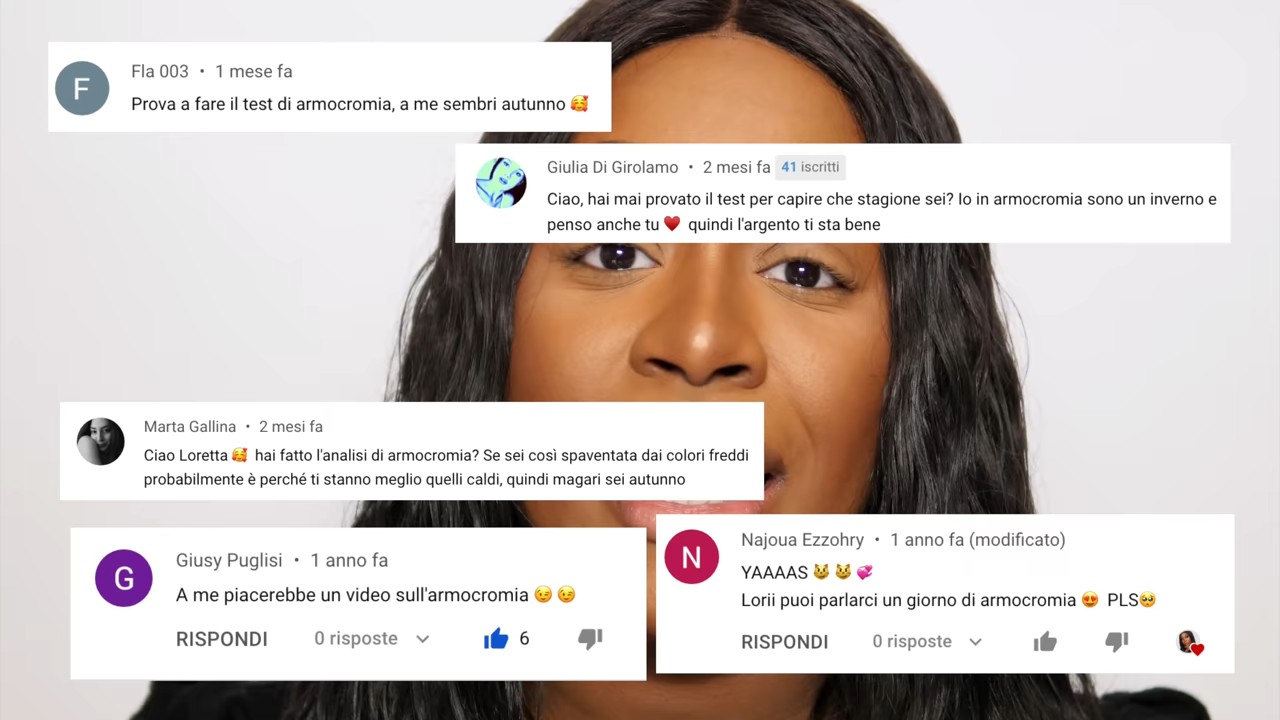 F
Fla 003 • 1 mese fa
Prova a fare il test di armocromia, a me sembri autunno 🥰
Giulia Di Girolamo • 2 mesi fa 41 iscritti
Ciao, hai mai provato il test per capire che stagione sei? Io in armocromia sono un inverno e
penso anche tu ♥️ quindi l'argento ti sta bene
Marta Gallina • 2 mesi fa
Ciao Loretta 🥰 hai fatto l'analisi di armocromia? Se sei così spaventata dai colori freddi
probabilmente è perché ti stanno meglio quelli caldi, quindi magari sei autunno
G
Giusy Puglisi • 1 anno fa
A me piacerebbe un video sull'armocromia 😉 😉
RISPONDI 0 risposte 6
N
Najoua Ezzohry • 1 anno fa (modificato)
YAAAAS 😼 😼 💞
Lorii puoi parlarci un giorno di armocromia 😍 PLS🥺
RISPONDI 0 risposte